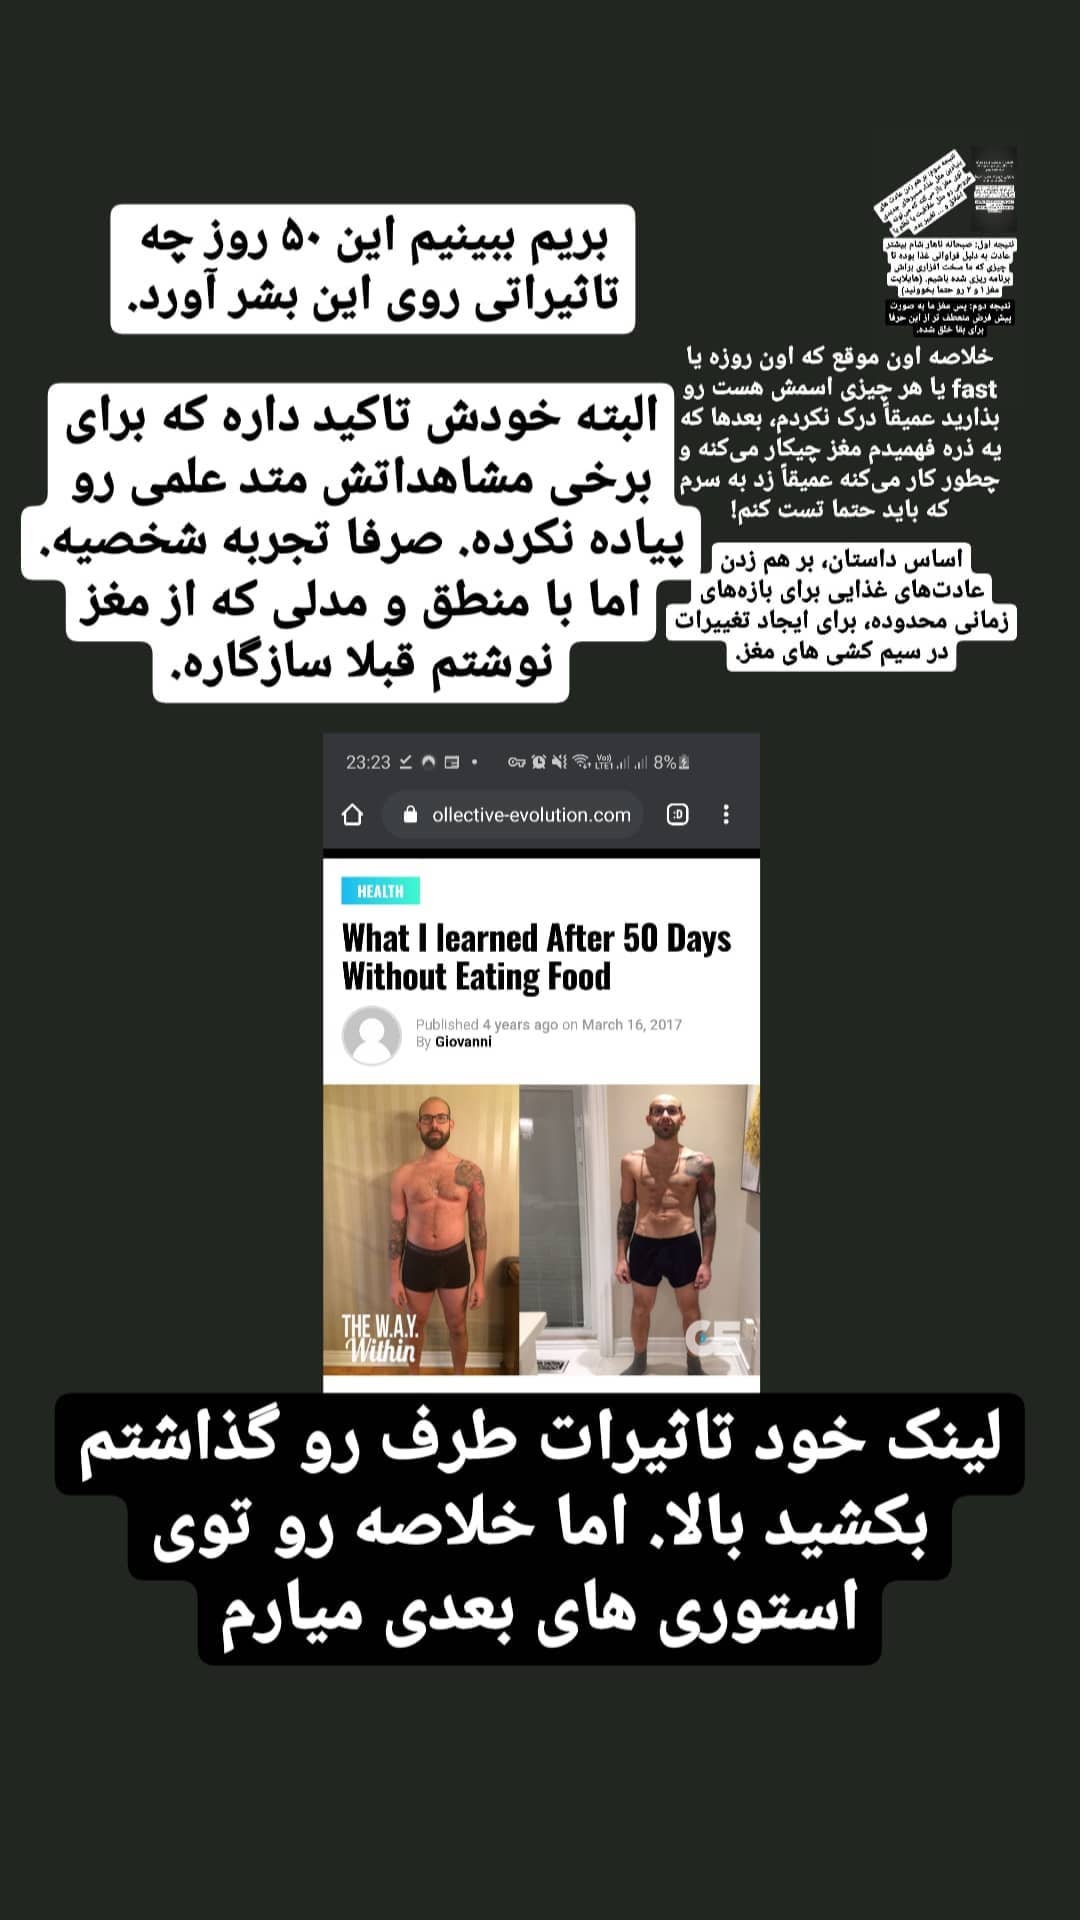 بریم ببینیم این ۵۰ روز چه
تاثیراتی روی این بشر آورد.
نتیجه اول: صبحانه ناهار شام بیشتر
عادت به دلیل فراوانی غذا بوده تا
چیزی که ما سخت افزاری براش
برنامه ریزی شده باشیم. (هایلایت
مغز ۱ و ۲ رو حتما بخوونید)
نتیجه دوم: پس مغز ما به صورت
پیش فرض منعطف تر از این حرفا
برای بقا خلق شده.
خلاصه اون موقع که اون روزه یا
fast یا هر چیزی اسمش هست رو
بذارید عمیقاً درک نکردم، بعدها که
یه ذره فهمیدم مغز چیکار می‌کنه و
چطور کار می‌کنه عمیقاً زد به سرم
که باید حتما تست کنم!
البته خودش تاکید داره که برای
برخی مشاهداتش متد علمی رو
پیاده نکرده. صرفا تجربه شخصیه.
اما با منطق و مدلی که از مغز
نوشتم قبلا سازگاره.
اساس داستان، بر هم زدن
عادت‌های غذایی برای بازه‌های
زمانی محدوده، برای ایجاد تغییرات
در سیم کشی های مغز.
23:23 8%
ollective-evolution.com :D
HEALTH
What I learned After 50 Days
Without Eating Food
Published 4 years ago on March 16, 2017
By Giovanni
THE W.A.Y.
Within
CE
لینک خود تاثیرات طرف رو گذاشتم
بکشید بالا. اما خلاصه رو توی
استوری های بعدی میارم